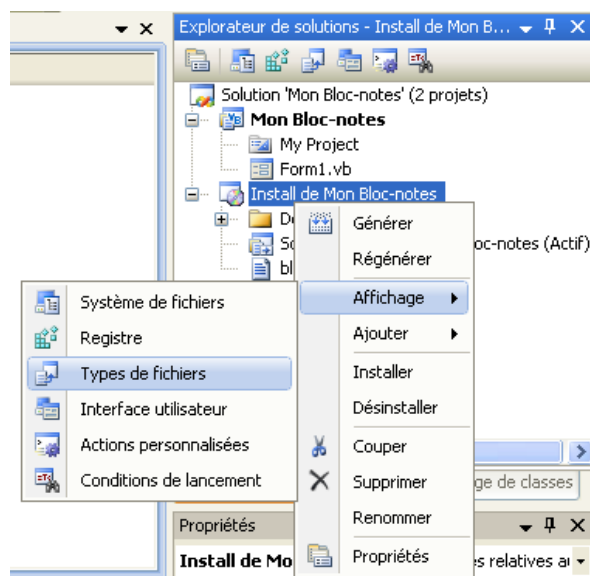 Explorateur de solutions - Install de Mon B...
Solution 'Mon Bloc-notes' (2 projets)
Mon Bloc-notes
My Project
Form1.vb
Install de Mon Bloc-notes
Générer
oc-notes (Actif)
Régénérer
Affichage
Ajouter
Installer
Désinstaller
Couper
Supprimer
Renommer
Propriétés
Système de fichiers
Registre
Types de fichiers
Interface utilisateur
Actions personnalisées
Conditions de lancement
ge de classes
Propriétés
Install de Mo
s relatives a